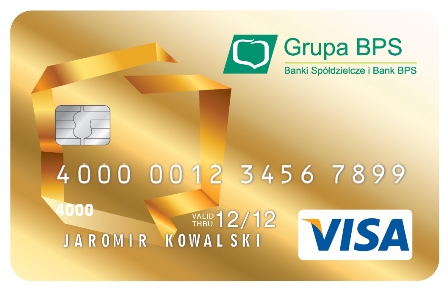 Grupa BPS
Banki Spółdzielcze i Bank BPS
4000 0012 3456 7899
4000
VALID THRU 12/12
JAROMIR KOWALSKI
VISA